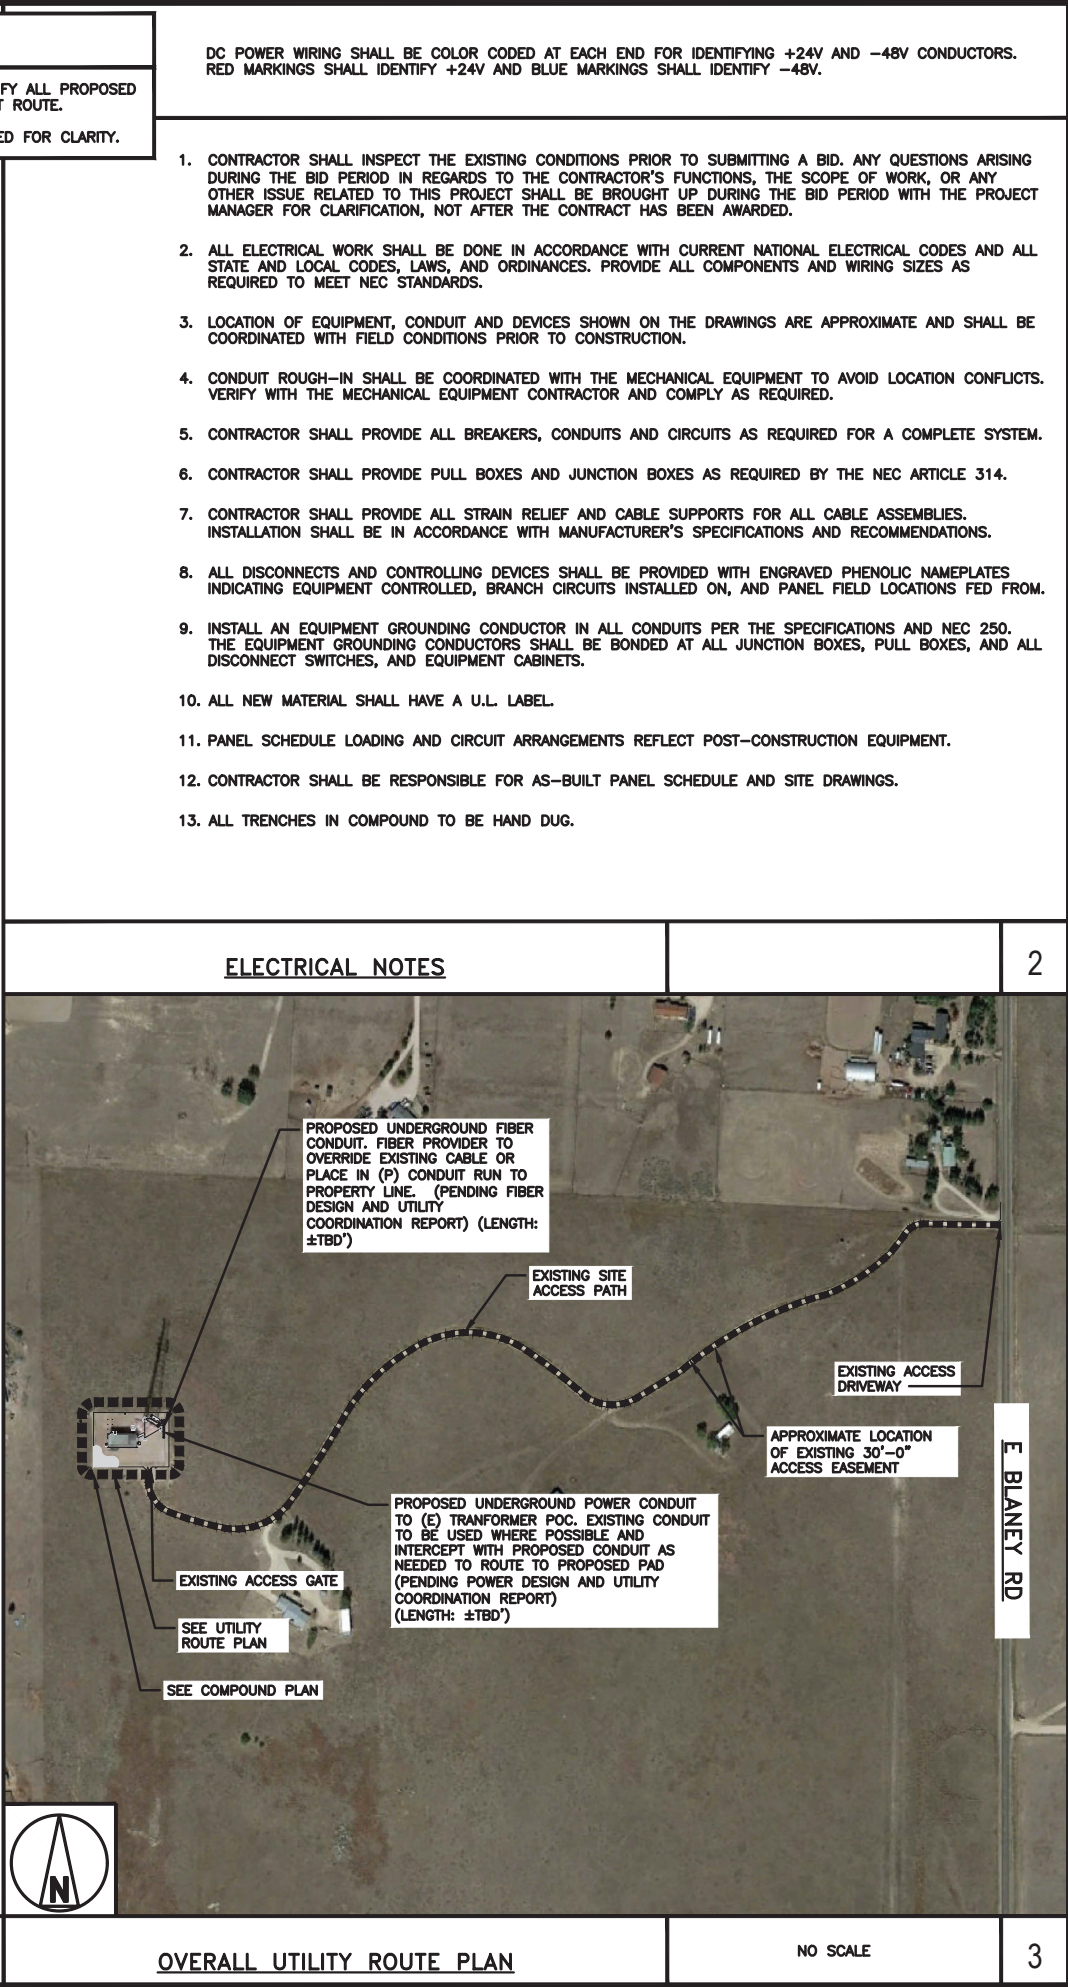 FY ALL PROPOSED
T ROUTE.
ED FOR CLARITY.
DC POWER WIRING SHALL BE COLOR CODED AT EACH END FOR IDENTIFYING +24V AND -48V CONDUCTORS.
RED MARKINGS SHALL IDENTIFY +24V AND BLUE MARKINGS SHALL IDENTIFY -48V.
1. CONTRACTOR SHALL INSPECT THE EXISTING CONDITIONS PRIOR TO SUBMITTING A BID. ANY QUESTIONS ARISING
DURING THE BID PERIOD IN REGARDS TO THE CONTRACTOR'S FUNCTIONS, THE SCOPE OF WORK, OR ANY
OTHER ISSUE RELATED TO THIS PROJECT SHALL BE BROUGHT UP DURING THE BID PERIOD WITH THE PROJECT
MANAGER FOR CLARIFICATION, NOT AFTER THE CONTRACT HAS BEEN AWARDED.
2. ALL ELECTRICAL WORK SHALL BE DONE IN ACCORDANCE WITH CURRENT NATIONAL ELECTRICAL CODES AND ALL
STATE AND LOCAL CODES, LAWS, AND ORDINANCES. PROVIDE ALL COMPONENTS AND WIRING SIZES AS
REQUIRED TO MEET NEC STANDARDS.
3. LOCATION OF EQUIPMENT, CONDUIT AND DEVICES SHOWN ON THE DRAWINGS ARE APPROXIMATE AND SHALL BE
COORDINATED WITH FIELD CONDITIONS PRIOR TO CONSTRUCTION.
4. CONDUIT ROUGH-IN SHALL BE COORDINATED WITH THE MECHANICAL EQUIPMENT TO AVOID LOCATION CONFLICTS.
VERIFY WITH THE MECHANICAL EQUIPMENT CONTRACTOR AND COMPLY AS REQUIRED.
5. CONTRACTOR SHALL PROVIDE ALL BREAKERS, CONDUITS AND CIRCUITS AS REQUIRED FOR A COMPLETE SYSTEM.
6. CONTRACTOR SHALL PROVIDE PULL BOXES AND JUNCTION BOXES AS REQUIRED BY THE NEC ARTICLE 314.
7. CONTRACTOR SHALL PROVIDE ALL STRAIN RELIEF AND CABLE SUPPORTS FOR ALL CABLE ASSEMBLIES.
INSTALLATION SHALL BE IN ACCORDANCE WITH MANUFACTURER'S SPECIFICATIONS AND RECOMMENDATIONS.
8. ALL DISCONNECTS AND CONTROLLING DEVICES SHALL BE PROVIDED WITH ENGRAVED PHENOLIC NAMEPLATES
INDICATING EQUIPMENT CONTROLLED, BRANCH CIRCUITS INSTALLED ON, AND PANEL FIELD LOCATIONS FED FROM.
9. INSTALL AN EQUIPMENT GROUNDING CONDUCTOR IN ALL CONDUITS PER THE SPECIFICATIONS AND NEC 250.
THE EQUIPMENT GROUNDING CONDUCTORS SHALL BE BONDED AT ALL JUNCTION BOXES, PULL BOXES, AND ALL
DISCONNECT SWITCHES, AND EQUIPMENT CABINETS.
10. ALL NEW MATERIAL SHALL HAVE A U.L. LABEL.
11. PANEL SCHEDULE LOADING AND CIRCUIT ARRANGEMENTS REFLECT POST-CONSTRUCTION EQUIPMENT.
12. CONTRACTOR SHALL BE RESPONSIBLE FOR AS-BUILT PANEL SCHEDULE AND SITE DRAWINGS.
13. ALL TRENCHES IN COMPOUND TO BE HAND DUG.
ELECTRICAL NOTES
2
PROPOSED UNDERGROUND FIBER
CONDUIT. FIBER PROVIDER TO
OVERRIDE EXISTING CABLE OR
PLACE IN (P) CONDUIT RUN TO
PROPERTY LINE. (PENDING FIBER
DESIGN AND UTILITY
COORDINATION REPORT) (LENGTH:
±TBD')
EXISTING SITE
ACCESS PATH
EXISTING ACCESS
DRIVEWAY
APPROXIMATE LOCATION
OF EXISTING 30'-0"
ACCESS EASEMENT
E BLANEY RD
PROPOSED UNDERGROUND POWER CONDUIT
TO (E) TRANFORMER POC. EXISTING CONDUIT
TO BE USED WHERE POSSIBLE AND
INTERCEPT WITH PROPOSED CONDUIT AS
NEEDED TO ROUTE TO PROPOSED PAD
(PENDING POWER DESIGN AND UTILITY
COORDINATION REPORT)
(LENGTH: ±TBD')
EXISTING ACCESS GATE
SEE UTILITY
ROUTE PLAN
SEE COMPOUND PLAN
N
OVERALL UTILITY ROUTE PLAN
NO SCALE
3